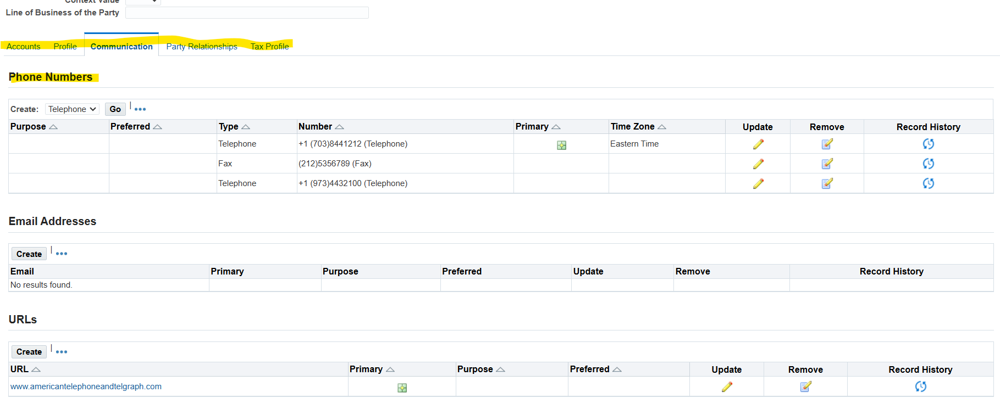 Context Value
Line of Business of the Party
Accounts Profile Communication Party Relationships Tax Profile
Phone Numbers
Create: Telephone Go | •••
Purpose Preferred Type Number Primary Time Zone Update Remove Record History
Telephone +1 (703)8441212 (Telephone) Eastern Time
Fax (212)5356789 (Fax)
Telephone +1 (973)4432100 (Telephone)
Email Addresses
Create | •••
Email Primary Purpose Preferred Update Remove Record History
No results found.
URLs
Create | •••
URL Primary Purpose Preferred Update Remove Record History
www.americantelephoneandtelgraph.com